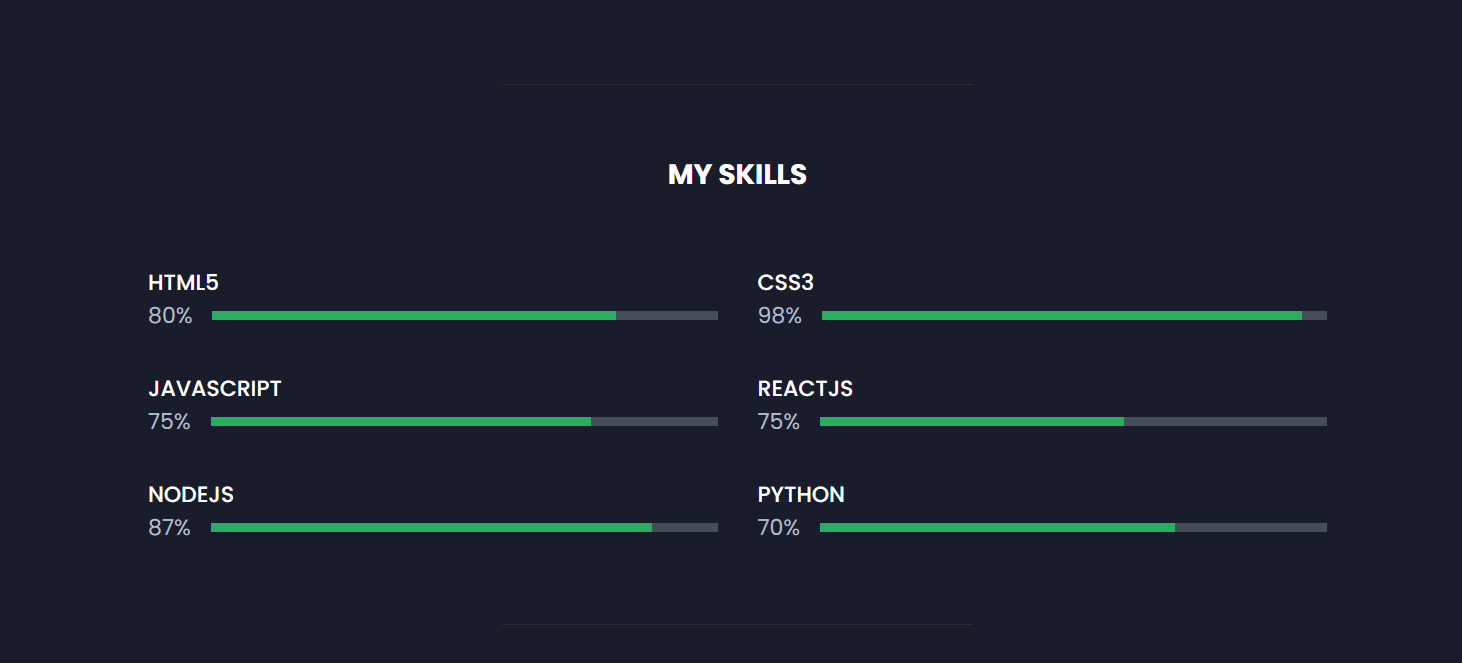 MY SKILLS
HTML5
80%
CSS3
98%
JAVASCRIPT
75%
REACTJS
75%
NODEJS
87%
PYTHON
70%